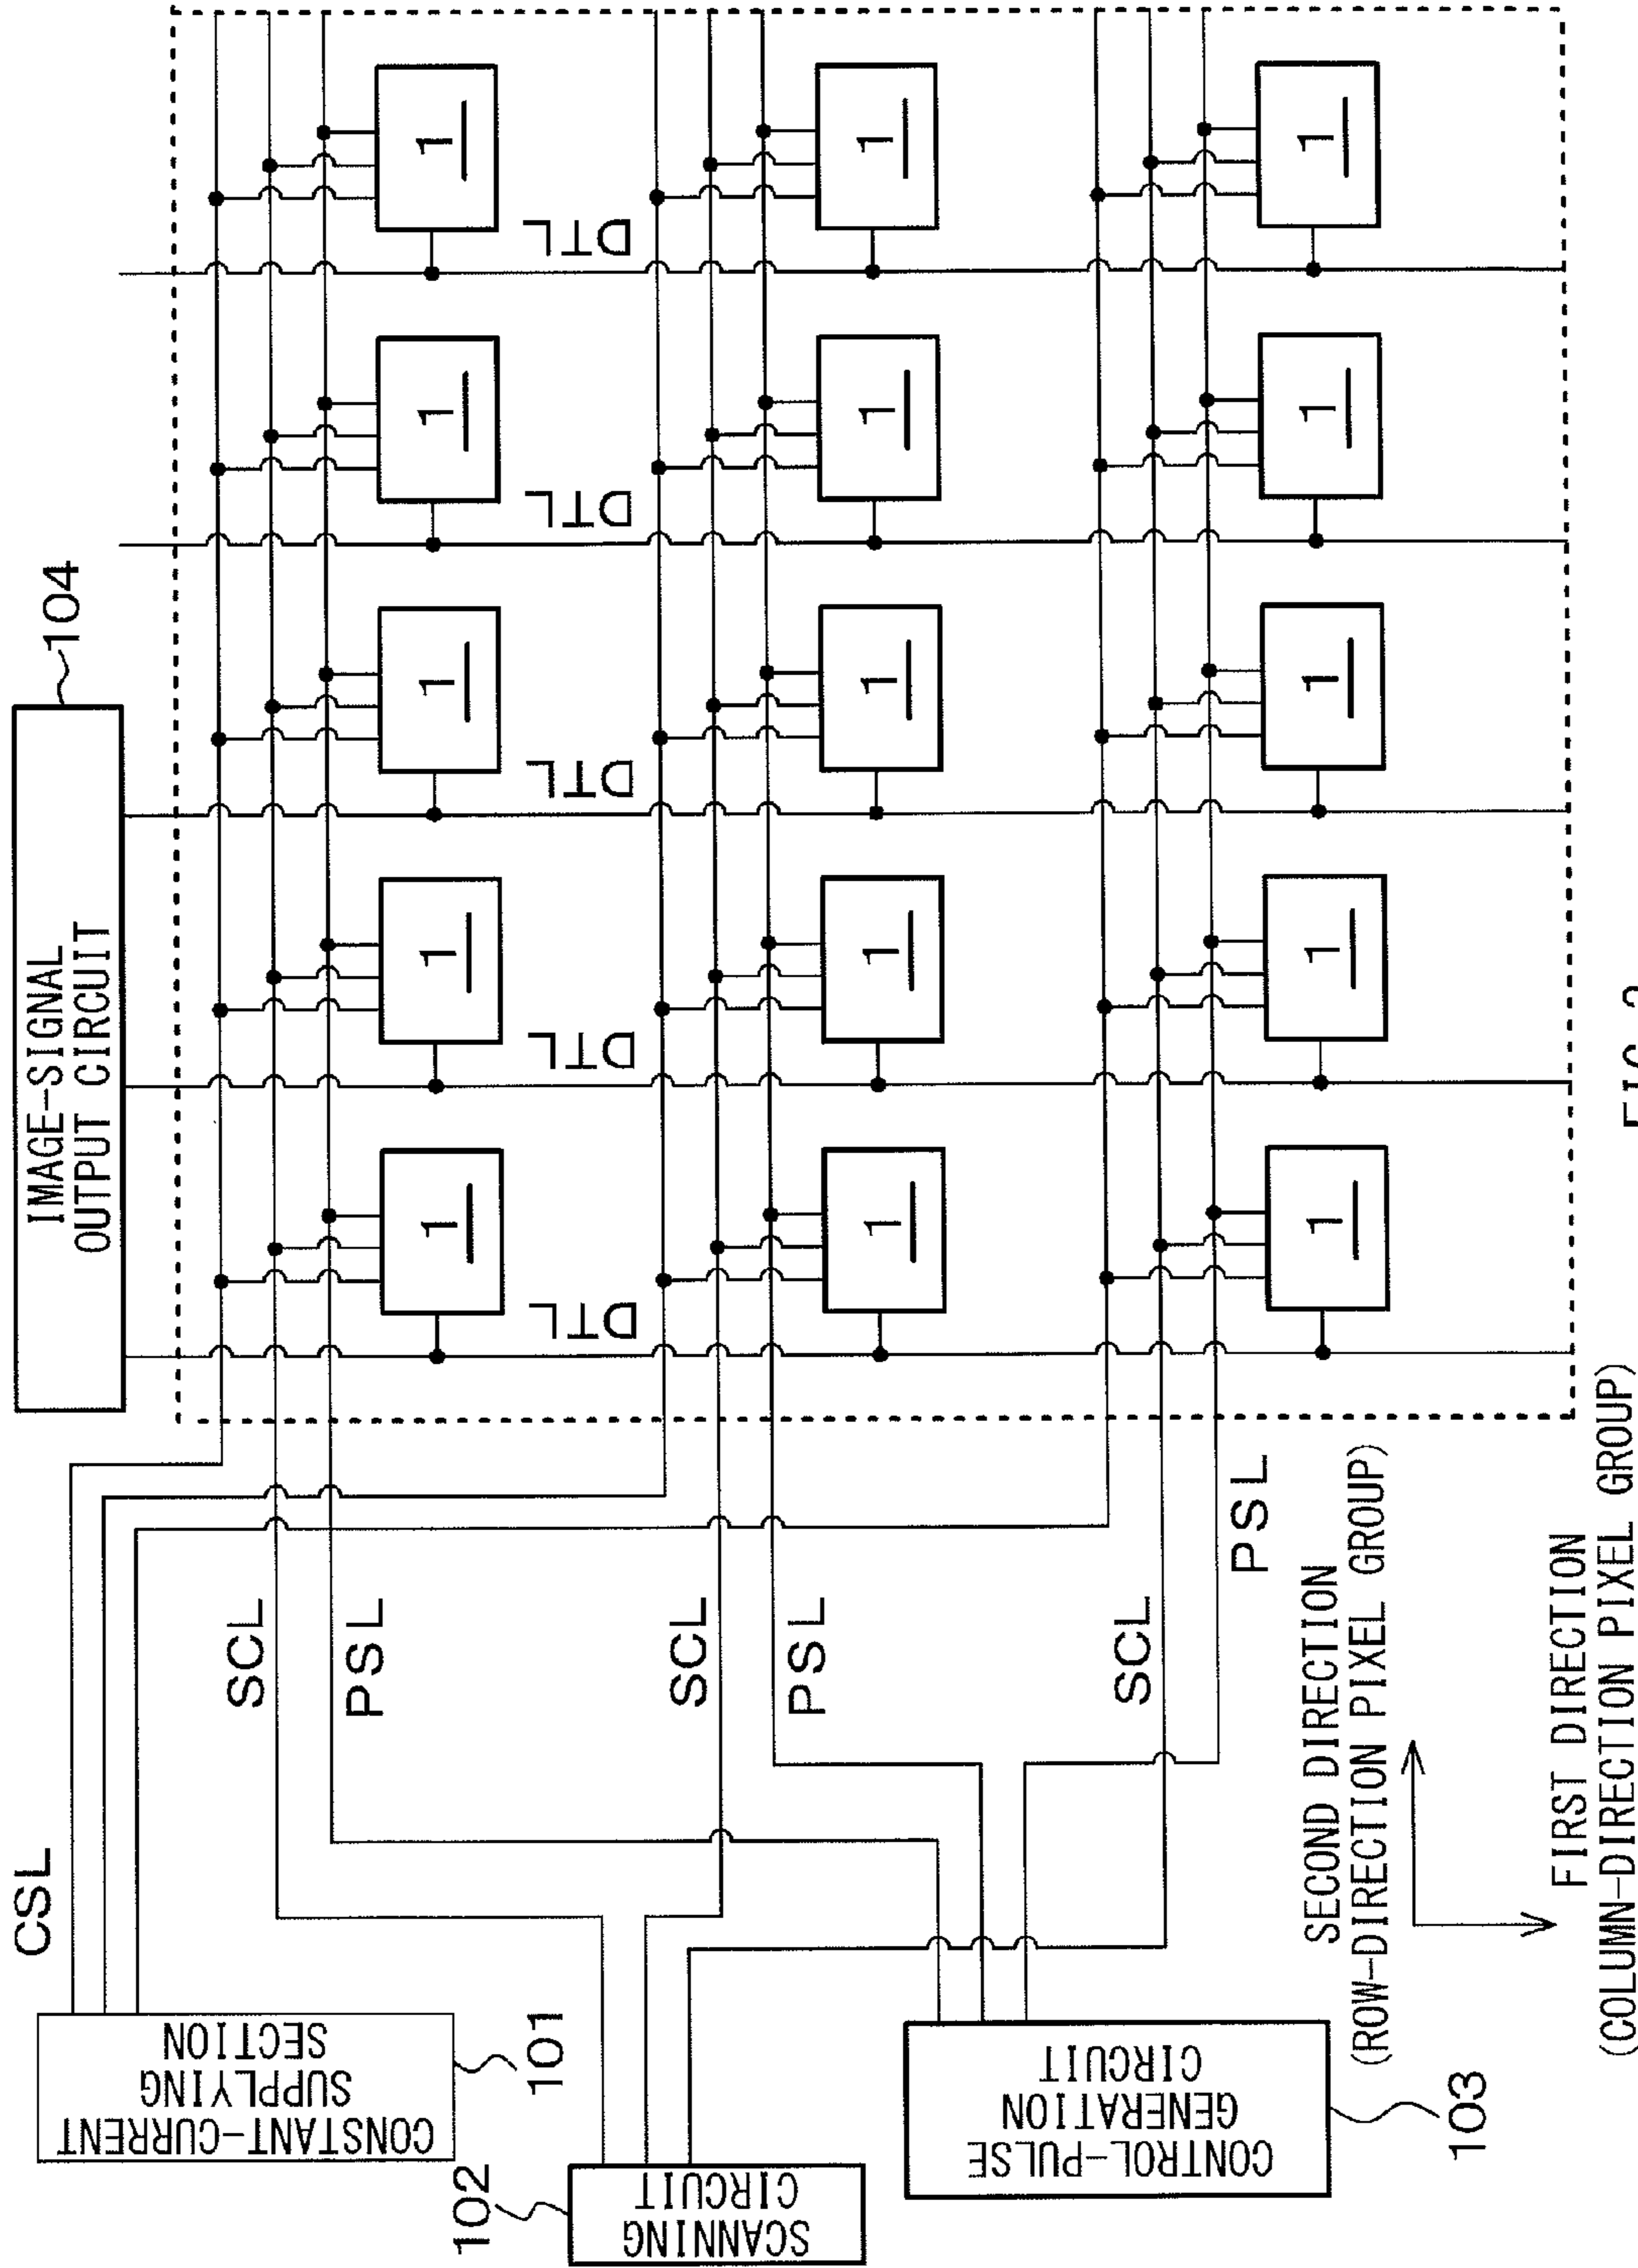 IMAGE-SIGNAL
OUTPUT CIRCUIT
104
CSL
CONSTANT-CURRENT
SUPPLYING
SECTION
101
SCL
PSL
1
1
1
1
1
DTL
DTL
DTL
DTL
DTL
102
SCANNING
CIRCUIT
SCL
PSL
1
1
1
1
1
CONTROL-PULSE
GENERATION
CIRCUIT
103
SCL
PSL
1
1
1
1
1
SECOND DIRECTION
(ROW-DIRECTION PIXEL GROUP)
FIRST DIRECTION
(COLUMN-DIRECTION PIXEL GROUP)